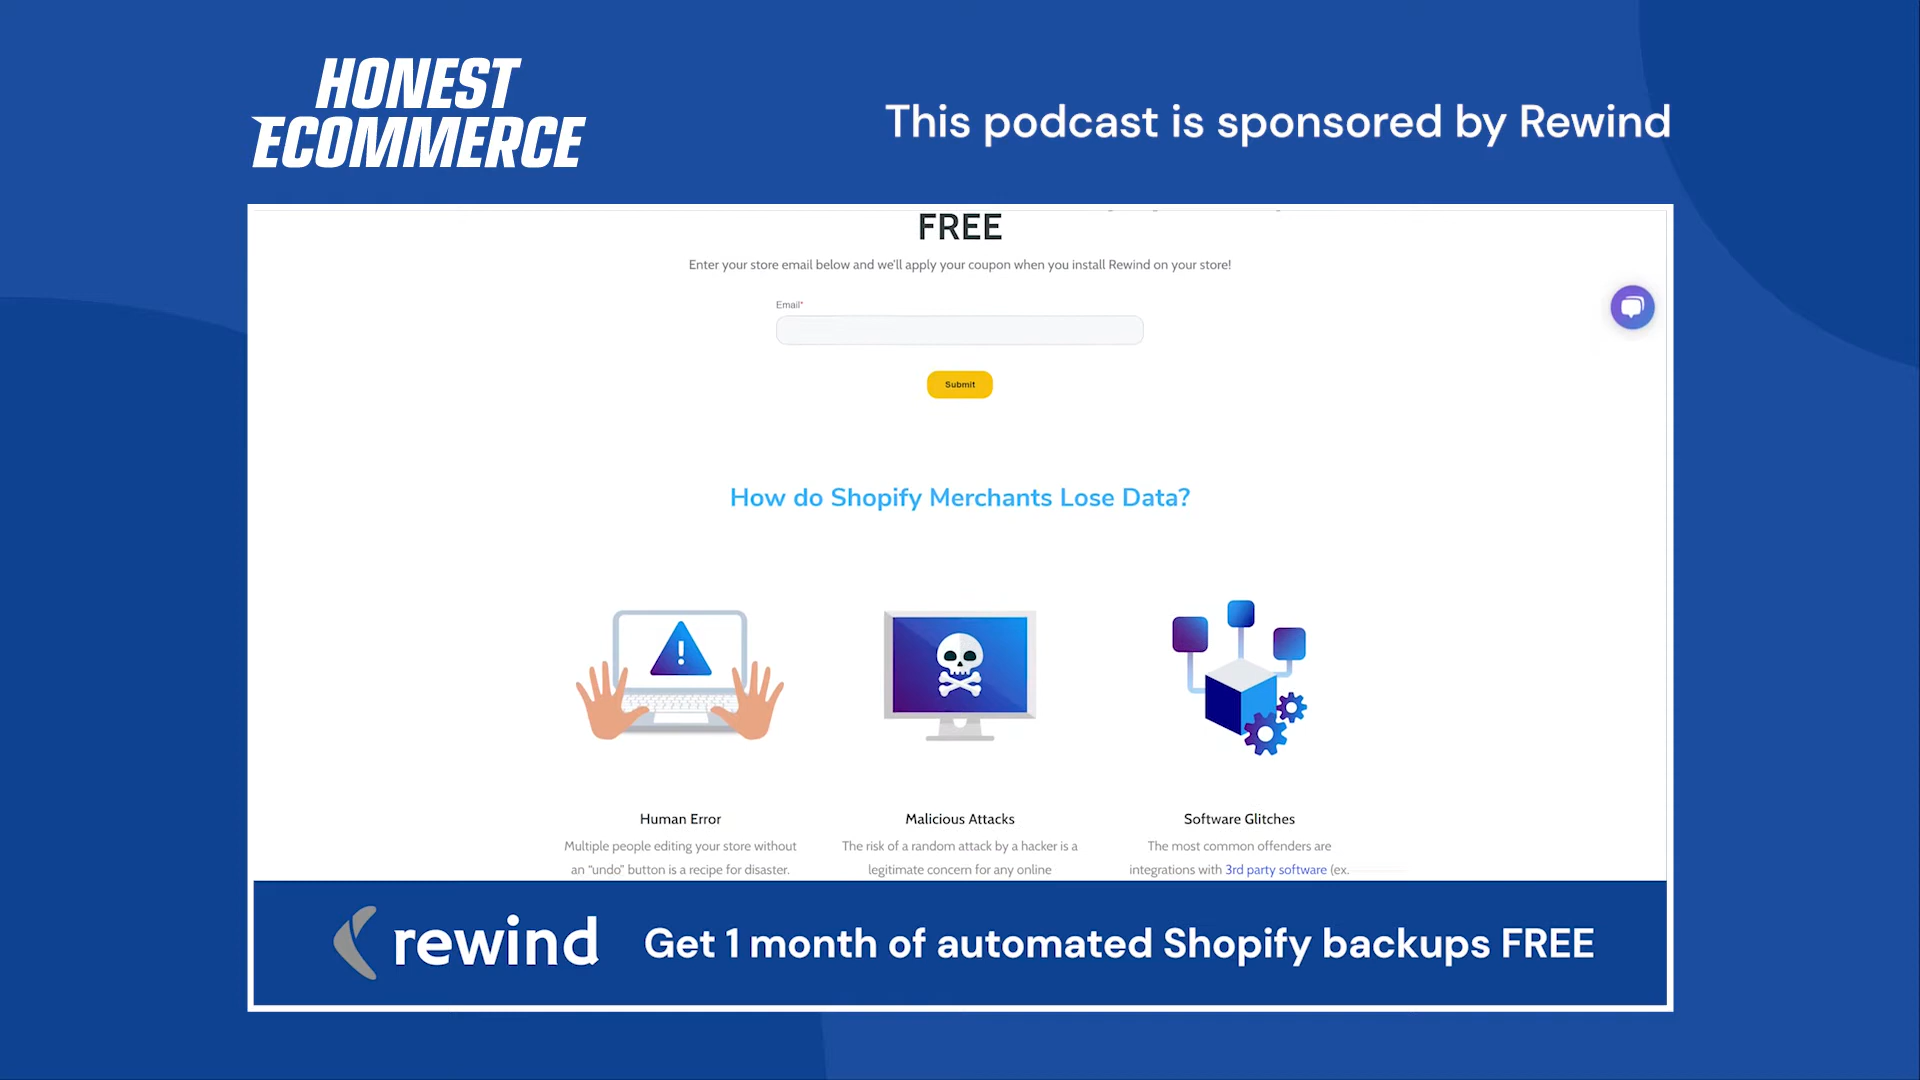 HONEST
ECOMMERCE
This podcast is sponsored by Rewind
FREE
Enter your store email below and we'll apply your coupon when you install Rewind on your store!
Email*
Submit
How do Shopify Merchants Lose Data?
Human Error
Multiple people editing your store without
an "undo" button is a recipe for disaster.
Malicious Attacks
The risk of a random attack by a hacker is a
legitimate concern for any online
Software Glitches
The most common offenders are
integrations with 3rd party software (ex.
rewind
Get 1 month of automated Shopify backups FREE